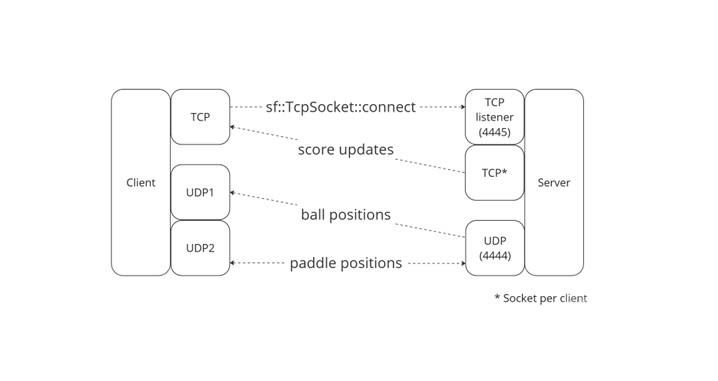 TCP
sf::TcpSocket::connect
TCP
listener
(4445)
score updates
TCP*
Client
UDP1
Server
ball positions
UDP2
paddle positions
UDP
(4444)
* Socket per client